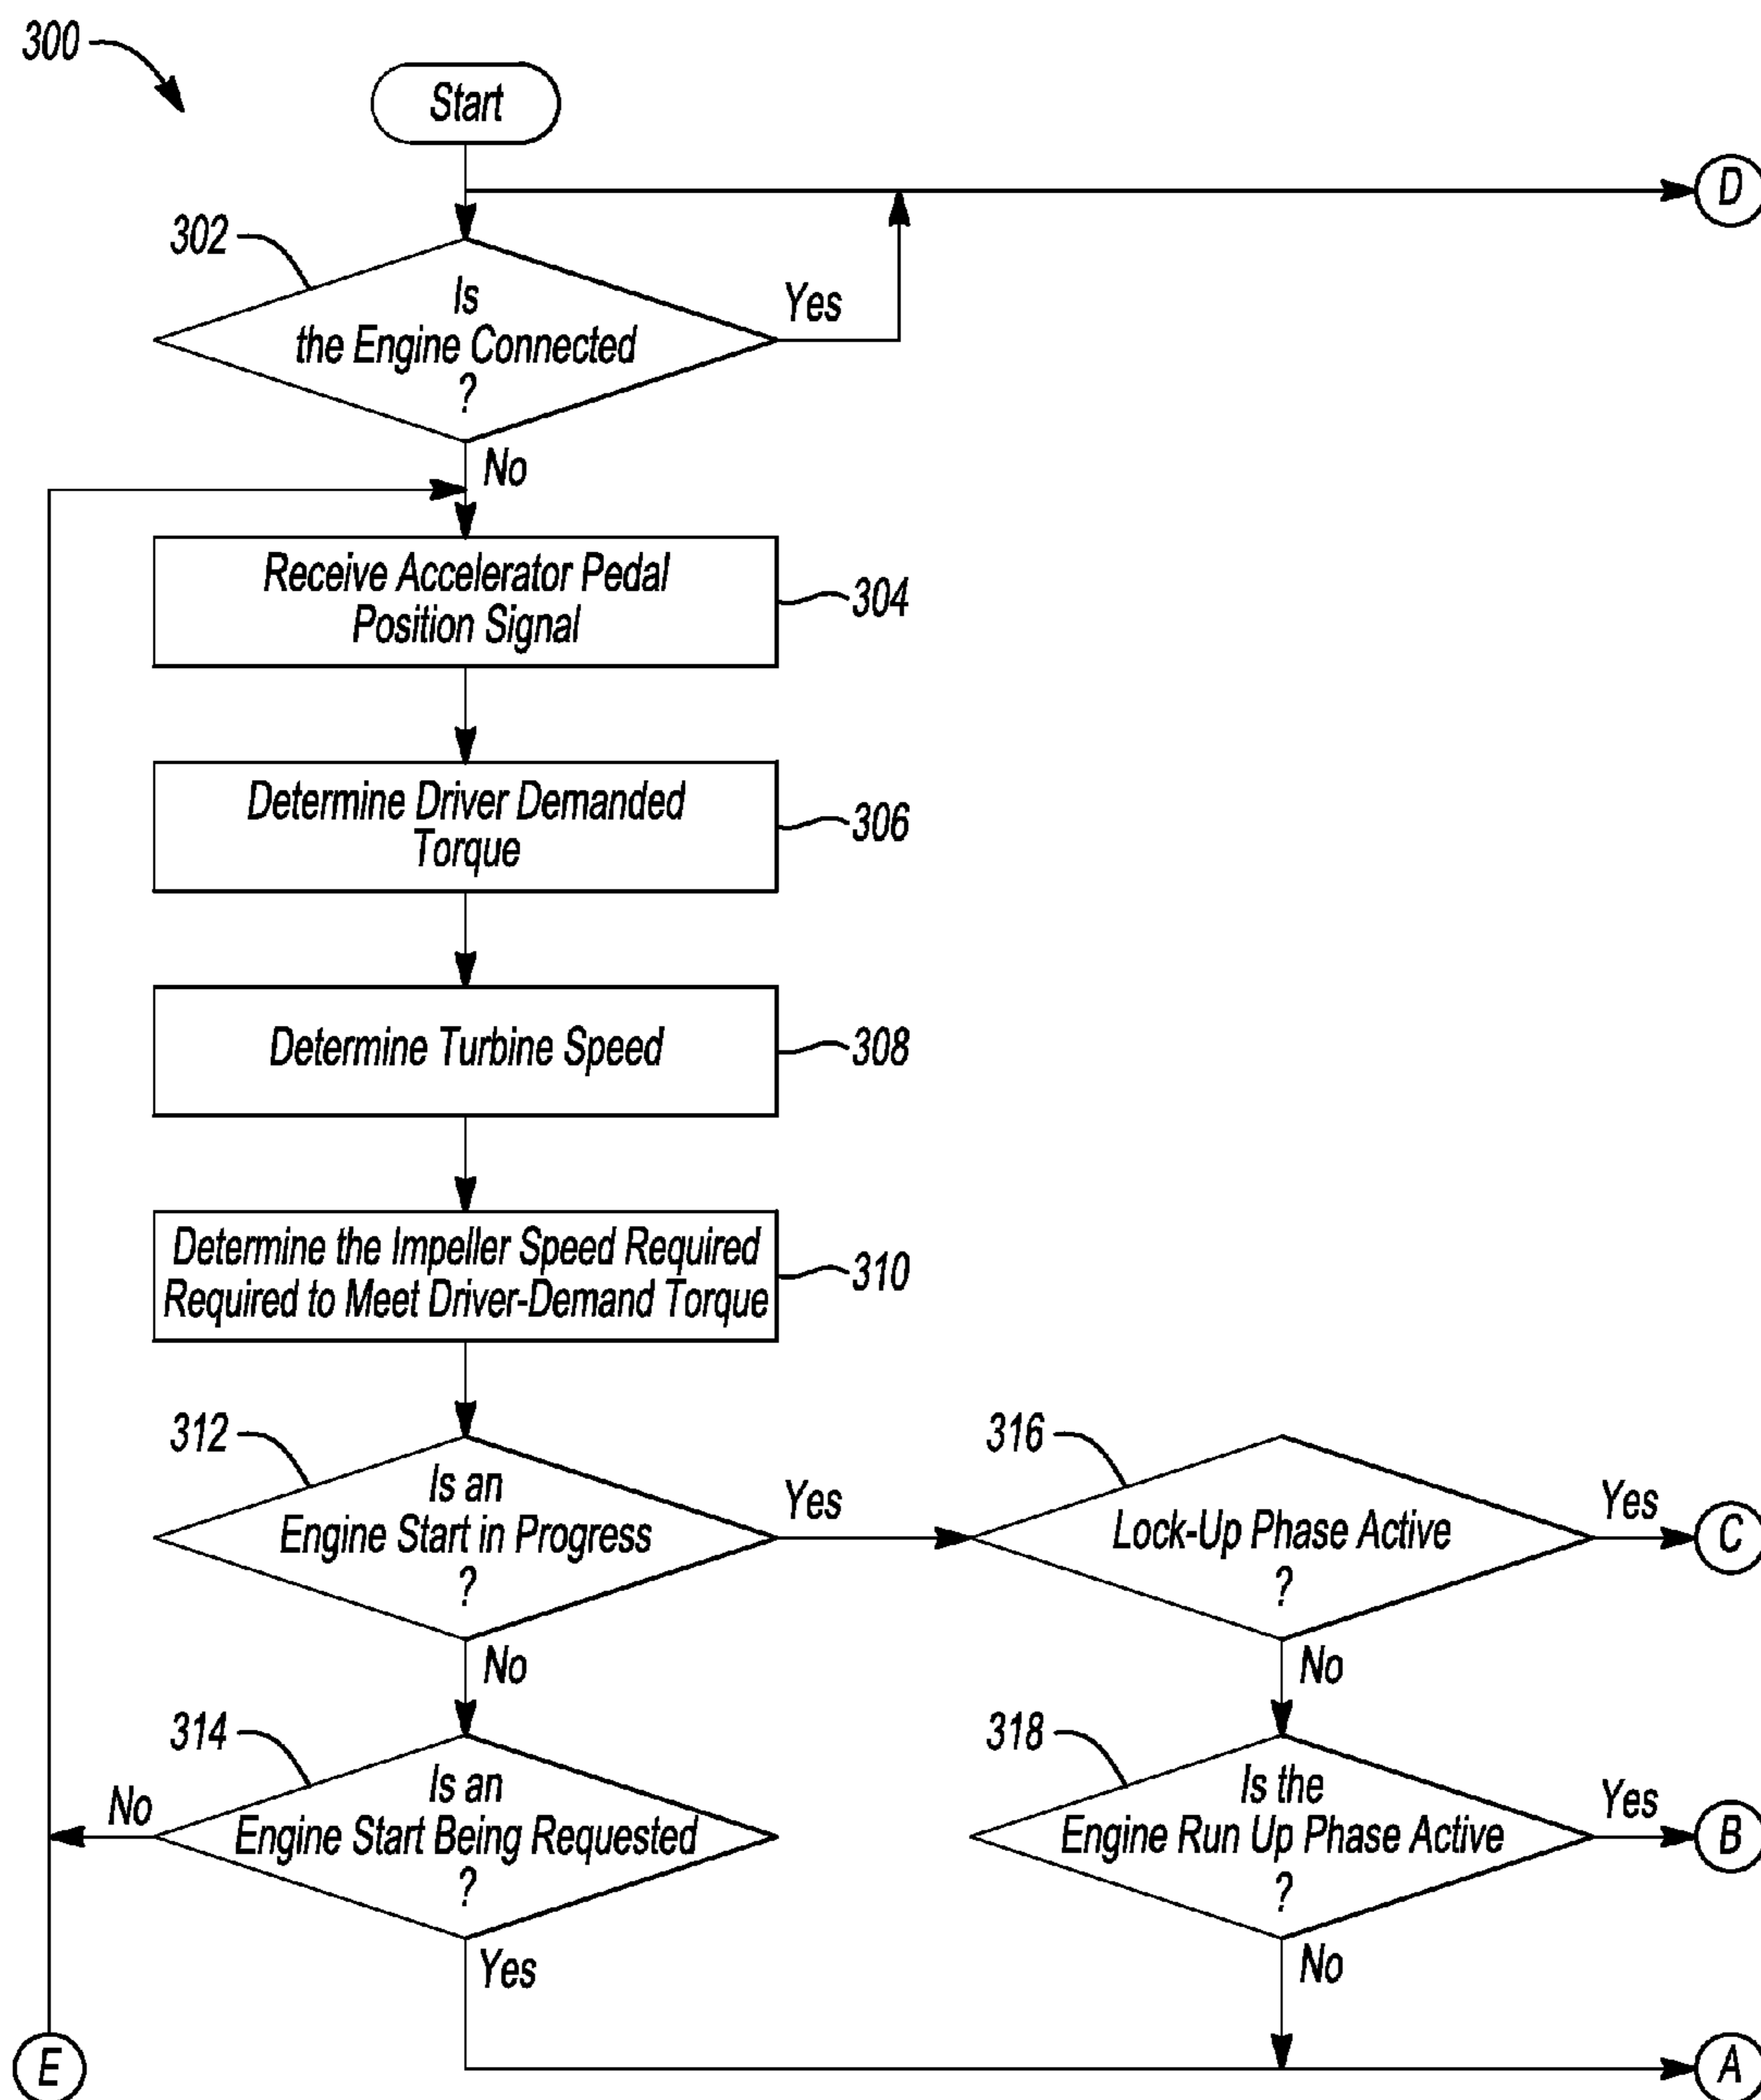 300
Start
D
302
Is
the Engine Connected
?
Yes
No
Receive Accelerator Pedal
Position Signal
304
Determine Driver Demanded
Torque
306
Determine Turbine Speed
308
Determine the Impeller Speed Required
Required to Meet Driver-Demand Torque
310
312
Is an
Engine Start in Progress
?
Yes
No
316
Lock-Up Phase Active
?
Yes
C
No
314
Is an
Engine Start Being Requested
?
No
Yes
318
Is the
Engine Run Up Phase Active
?
Yes
B
No
E
A